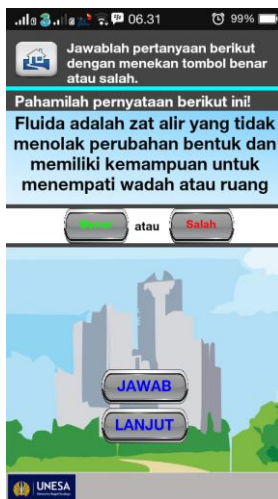 06.31 99%
Jawablah pertanyaan berikut
dengan menekan tombol benar
atau salah.
Pahamilah pernyataan berikut ini!
Fluida adalah zat alir yang tidak
menolak perubahan bentuk dan
memiliki kemampuan untuk
menempati wadah atau ruang
Benar atau Salah
JAWAB
LANJUT
UNESA